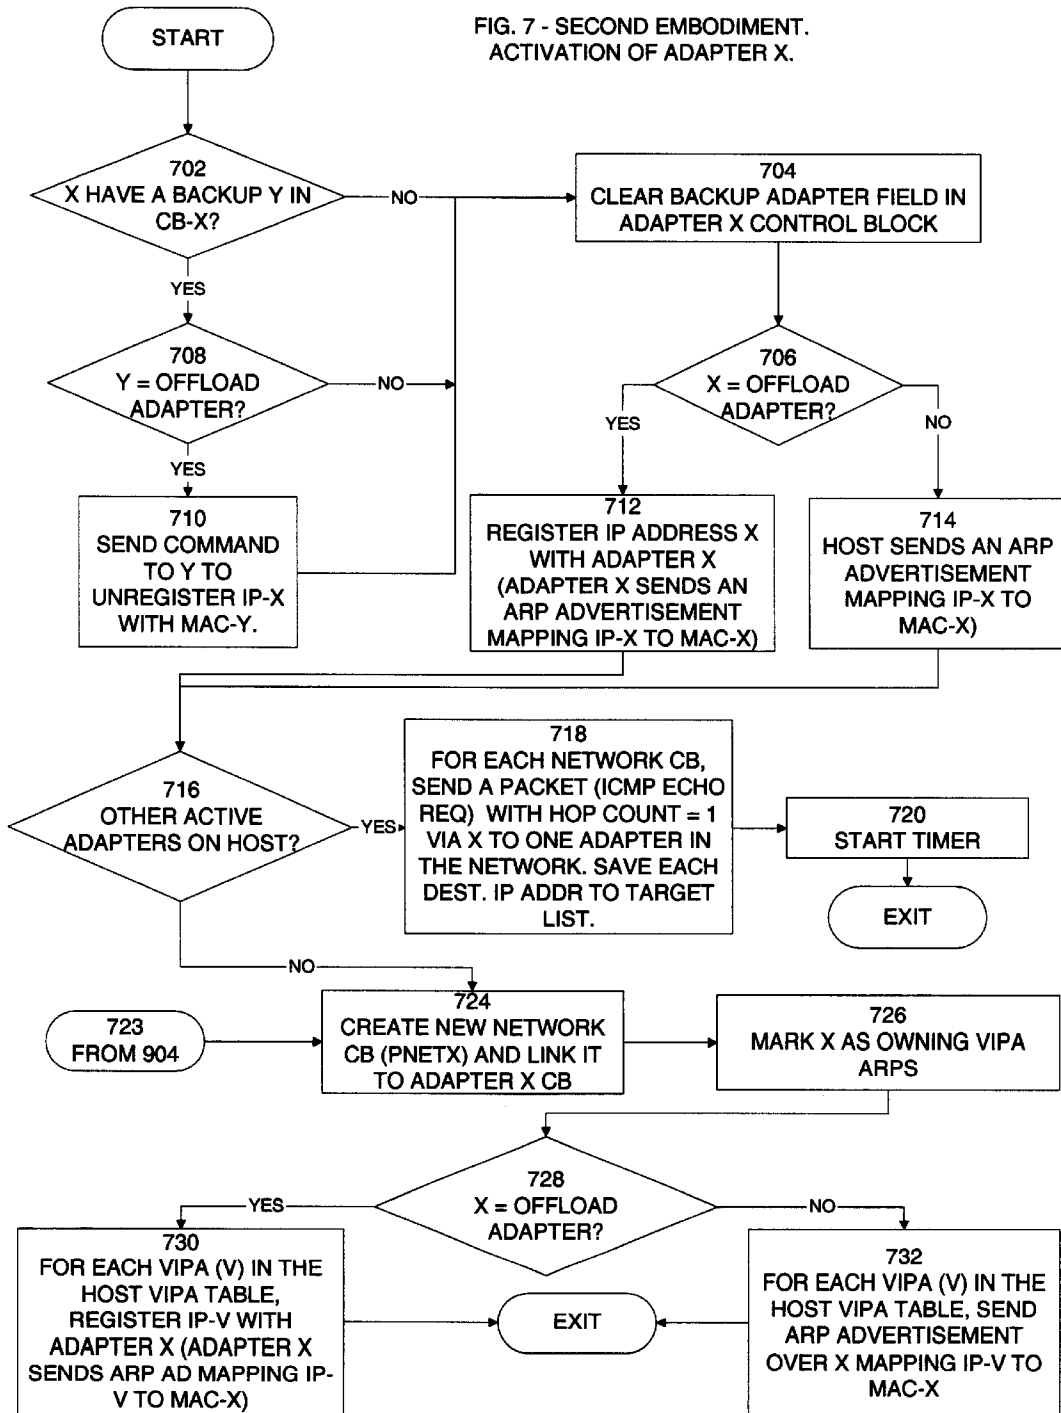 FIG. 7 - SECOND EMBODIMENT.
ACTIVATION OF ADAPTER X.
START
702
X HAVE A BACKUP Y IN
CB-X?
NO
704
CLEAR BACKUP ADAPTER FIELD IN
ADAPTER X CONTROL BLOCK
YES
708
Y = OFFLOAD
ADAPTER?
NO
706
X = OFFLOAD
ADAPTER?
YES
NO
YES
710
SEND COMMAND
TO Y TO
UNREGISTER IP-X
WITH MAC-Y.
712
REGISTER IP ADDRESS X
WITH ADAPTER X
(ADAPTER X SENDS AN
ARP ADVERTISEMENT
MAPPING IP-X TO MAC-X)
714
HOST SENDS AN ARP
ADVERTISEMENT
MAPPING IP-X TO
MAC-X)
716
OTHER ACTIVE
ADAPTERS ON HOST?
YES
718
FOR EACH NETWORK CB,
SEND A PACKET (ICMP ECHO
REQ) WITH HOP COUNT = 1
VIA X TO ONE ADAPTER IN
THE NETWORK. SAVE EACH
DEST. IP ADDR TO TARGET
LIST.
720
START TIMER
EXIT
NO
723
FROM 904
724
CREATE NEW NETWORK
CB (PNETX) AND LINK IT
TO ADAPTER X CB
726
MARK X AS OWNING VIPA
ARPS
728
X = OFFLOAD
ADAPTER?
YES
NO
730
FOR EACH VIPA (V) IN THE
HOST VIPA TABLE,
REGISTER IP-V WITH
ADAPTER X (ADAPTER X
SENDS ARP AD MAPPING IP-
V TO MAC-X)
EXIT
732
FOR EACH VIPA (V) IN THE
HOST VIPA TABLE, SEND
ARP ADVERTISEMENT
OVER X MAPPING IP-V TO
MAC-X